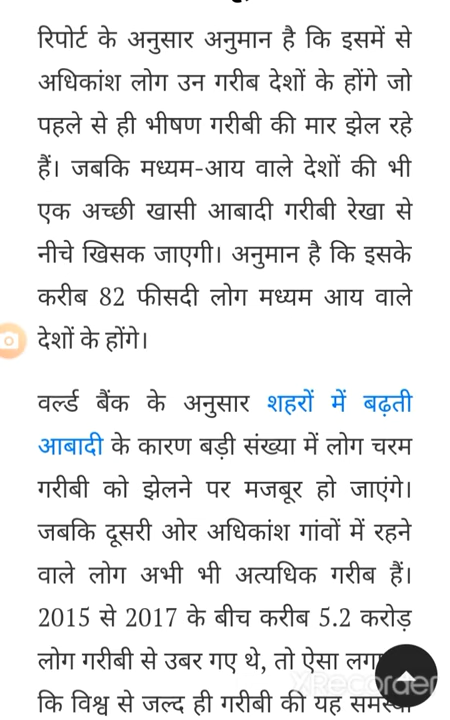 रिपोर्ट के अनुसार अनुमान है कि इसमें से
अधिकांश लोग उन गरीब देशों के होंगे जो
पहले से ही भीषण गरीबी की मार झेल रहे
हैं। जबकि मध्यम-आय वाले देशों की भी
एक अच्छी खासी आबादी गरीबी रेखा से
नीचे खिसक जाएगी। अनुमान है कि इसके
करीब 82 फीसदी लोग मध्यम आय वाले
देशों के होंगे।
वर्ल्ड बैंक के अनुसार शहरों में बढ़ती
आबादी के कारण बड़ी संख्या में लोग चरम
गरीबी को झेलने पर मजबूर हो जाएंगे।
जबकि दूसरी ओर अधिकांश गांवों में रहने
वाले लोग अभी भी अत्यधिक गरीब हैं।
2015 से 2017 के बीच करीब 5.2 करोड़
लोग गरीबी से उबर गए थे, तो ऐसा
कि विश्व से जल्द ही गरीबी की यह
XRecorder